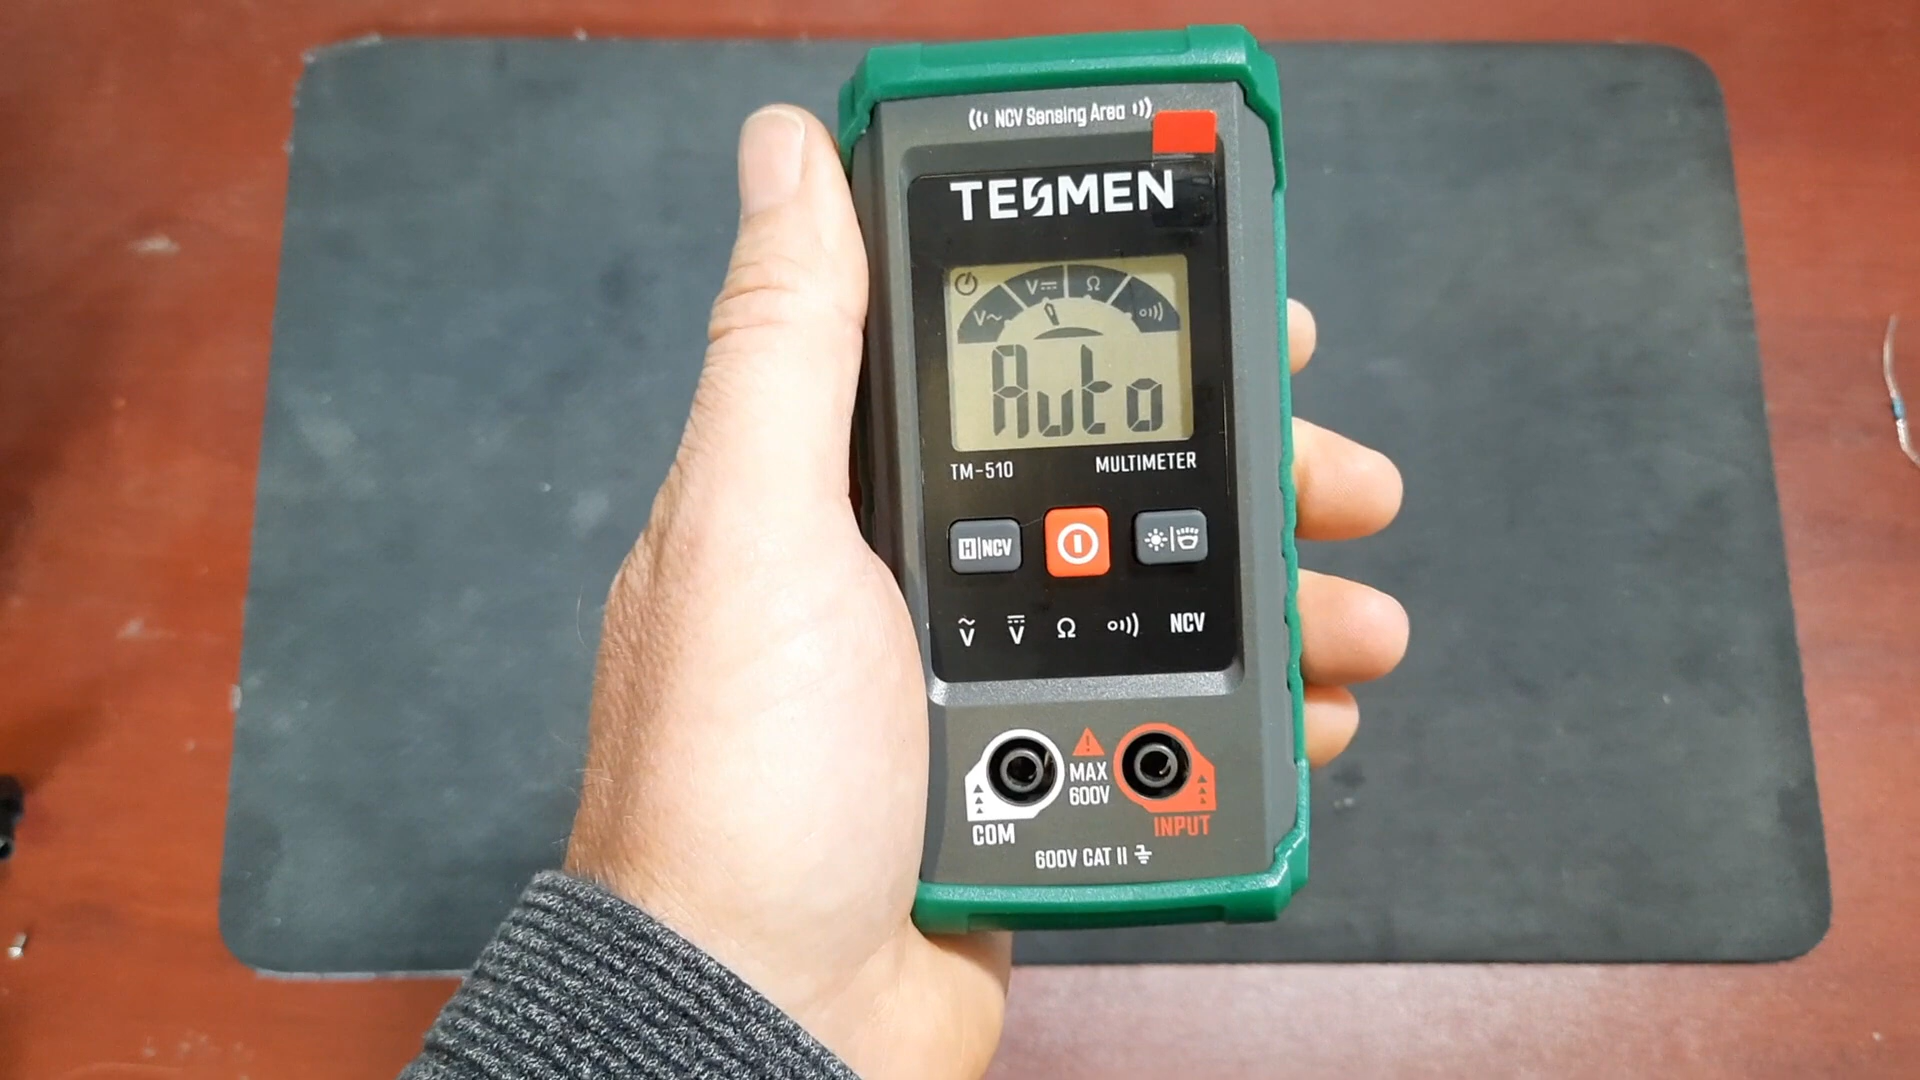 NCV Sensing Area
TESMEN
V~ V⎓ Ω
Auto
TM-510 MULTIMETER
H|NCV
Ṽ V⎓ Ω NCV
MAX
600V
COM INPUT
600V CAT II